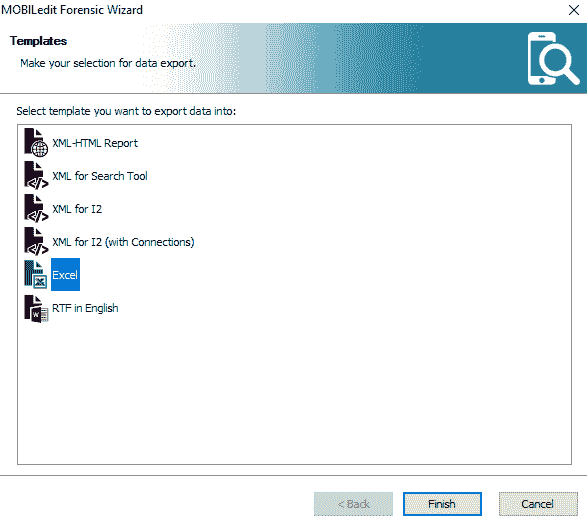 MOBILedit Forensic Wizard
Templates
Make your selection for data export.
Select template you want to export data into:
XML-HTML Report
XML for Search Tool
XML for I2
XML for I2 (with Connections)
Excel
RTF in English
< Back
Finish
Cancel